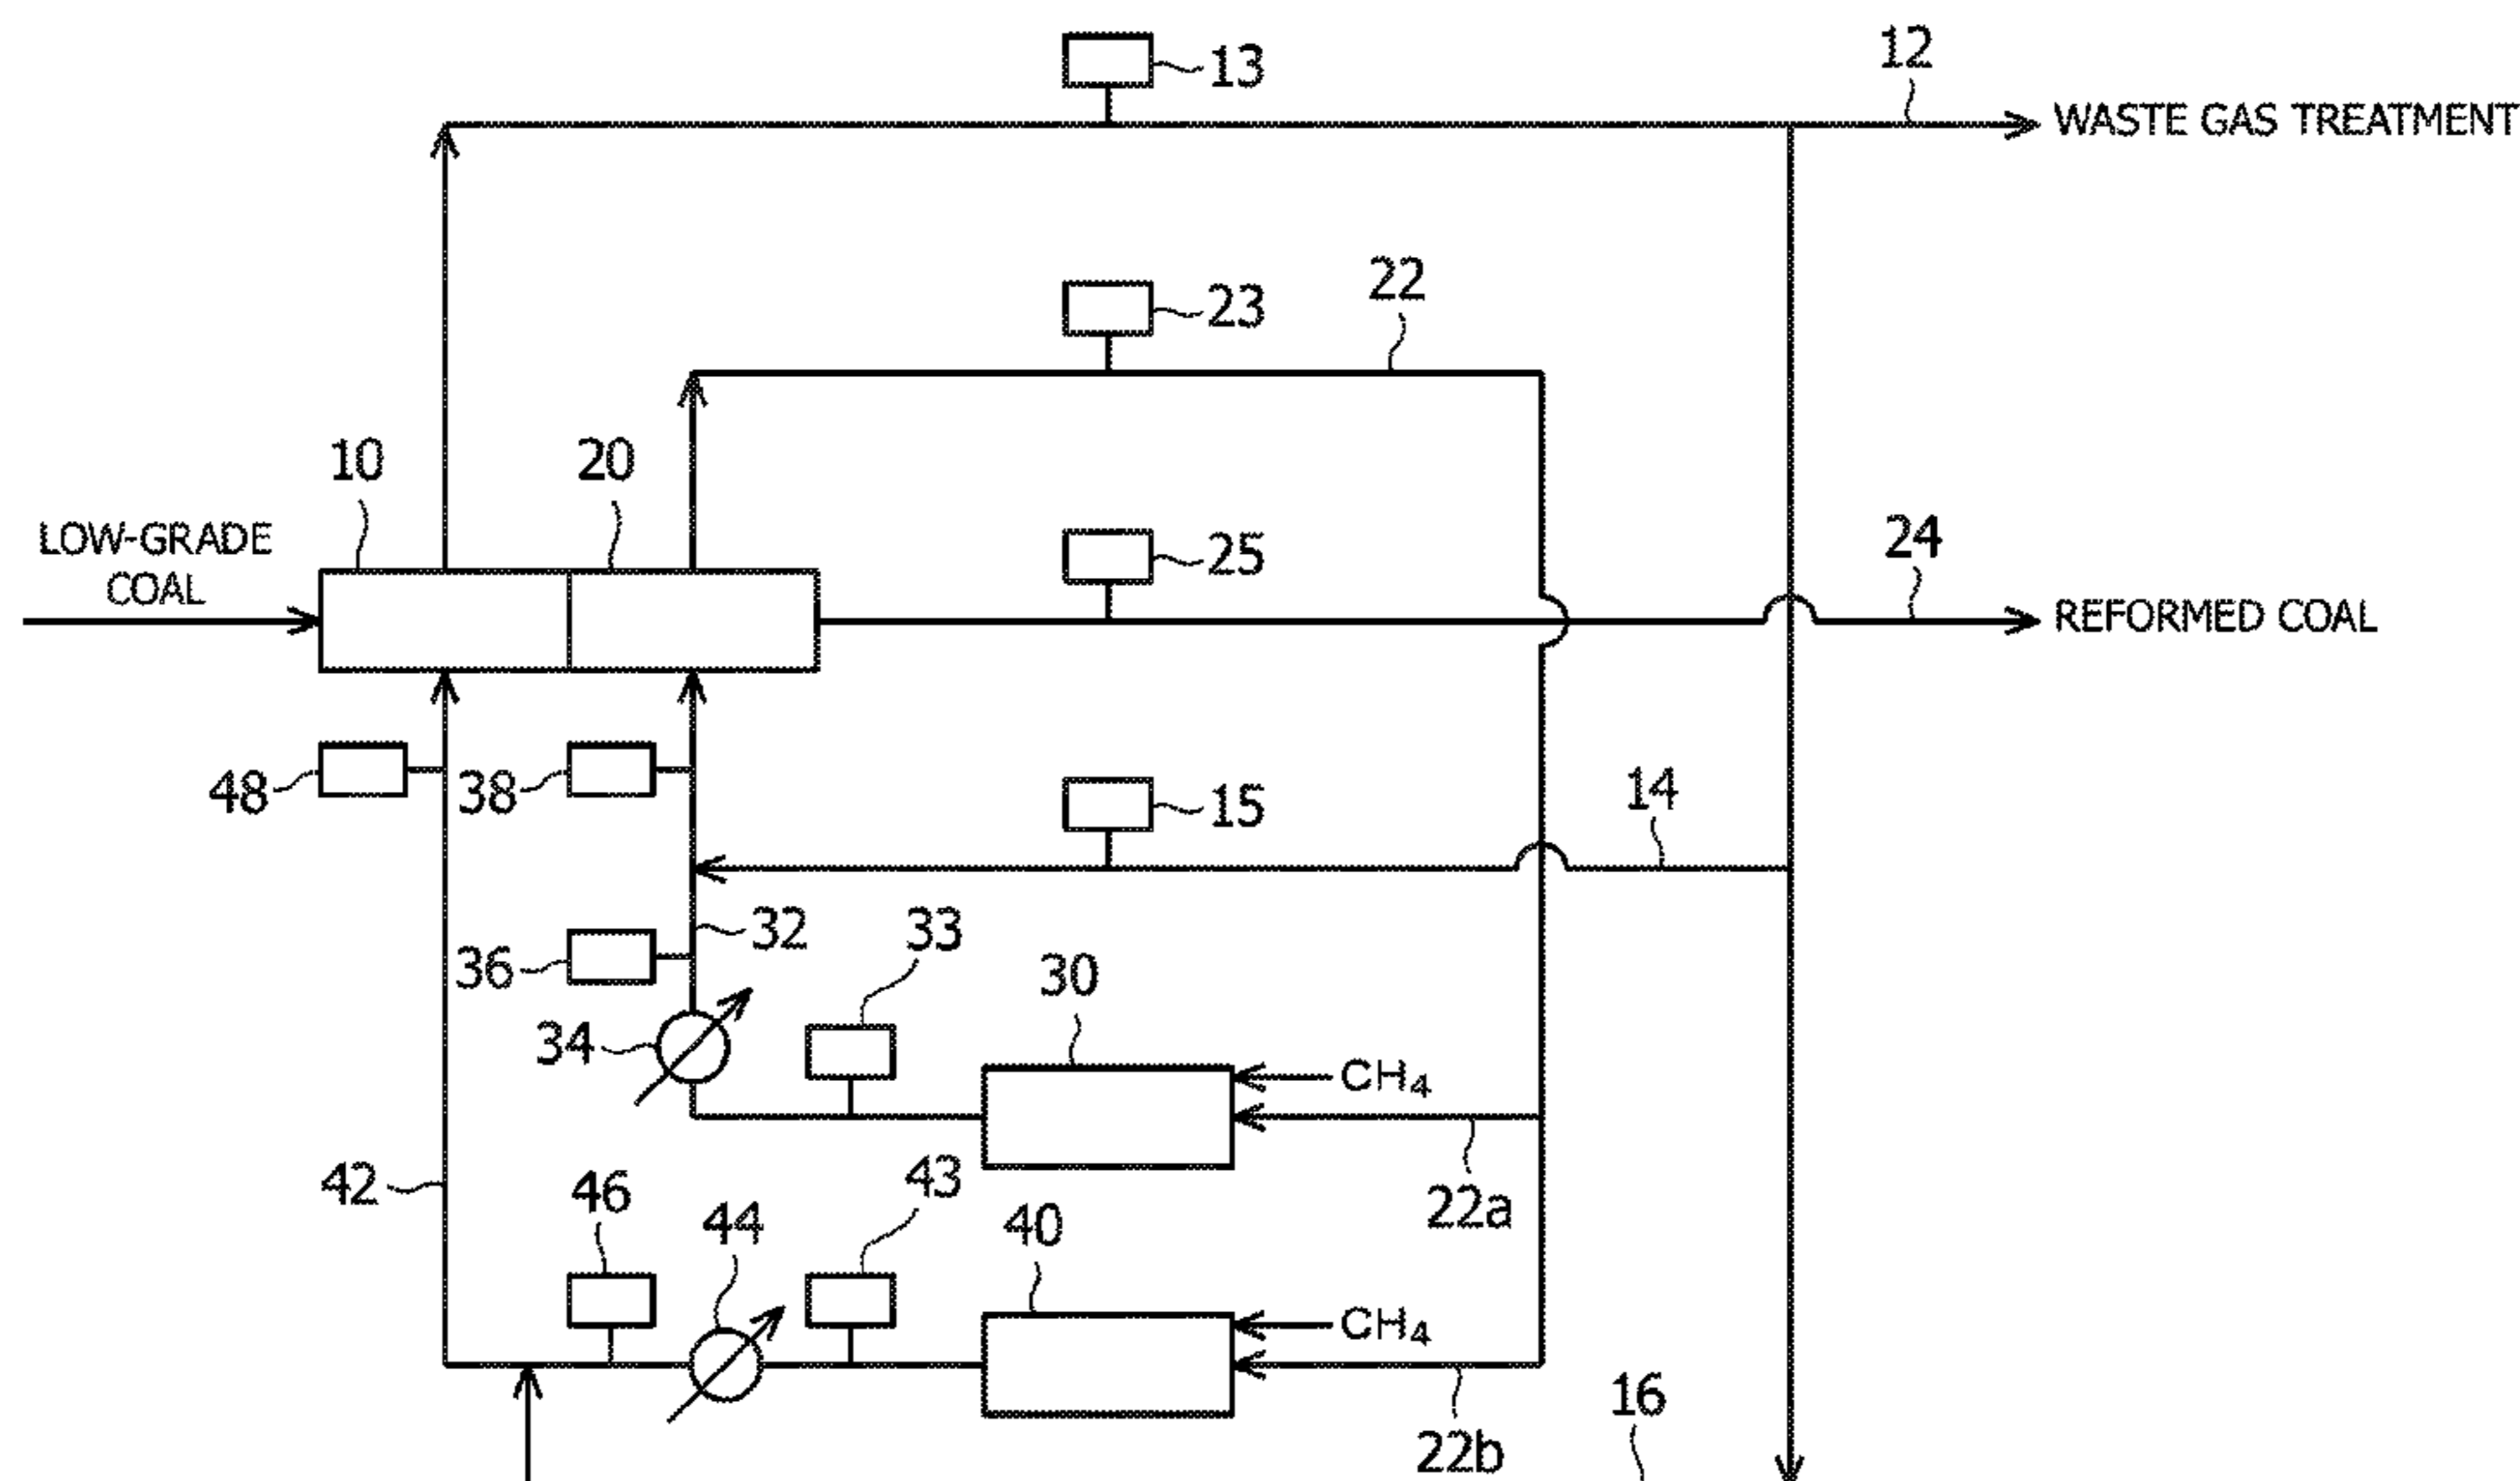 13
12
WASTE GAS TREATMENT
23
22
10
20
25
24
LOW-GRADE
COAL
REFORMED COAL
48
38
15
14
32
33
36
30
34
CH₄
42
46
44
43
40
22a
CH₄
16
22b